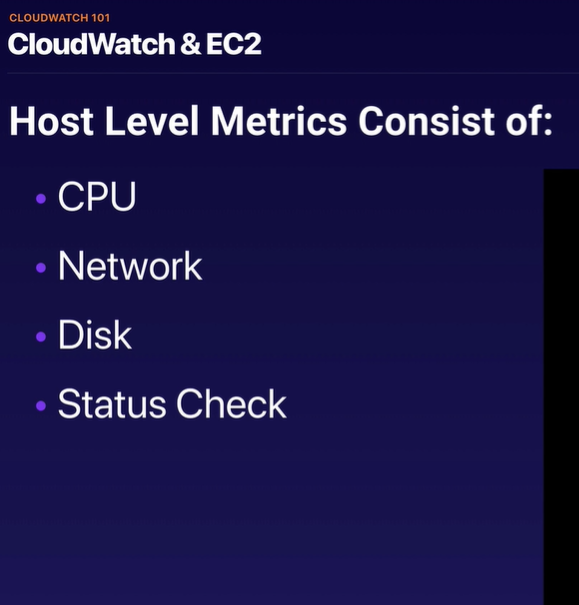 CLOUDWATCH 101
CloudWatch & EC2
Host Level Metrics Consist of:
• CPU
• Network
• Disk
• Status Check